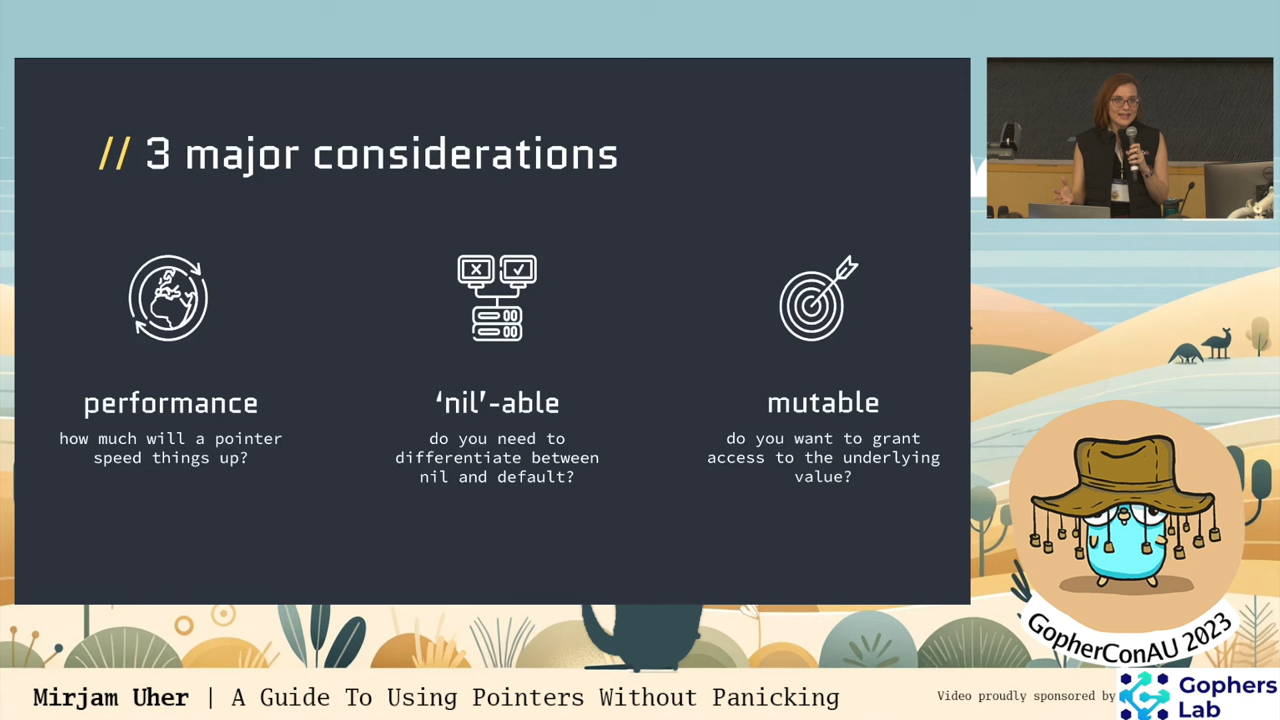 // 3 major considerations
performance
how much will a pointer
speed things up?
‘nil’-able
do you need to
differentiate between
nil and default?
mutable
do you want to grant
access to the underlying
value?
GopherConAU 2023
Mirjam Uher | A Guide To Using Pointers Without Panicking
Video proudly sponsored by
Gophers
Lab